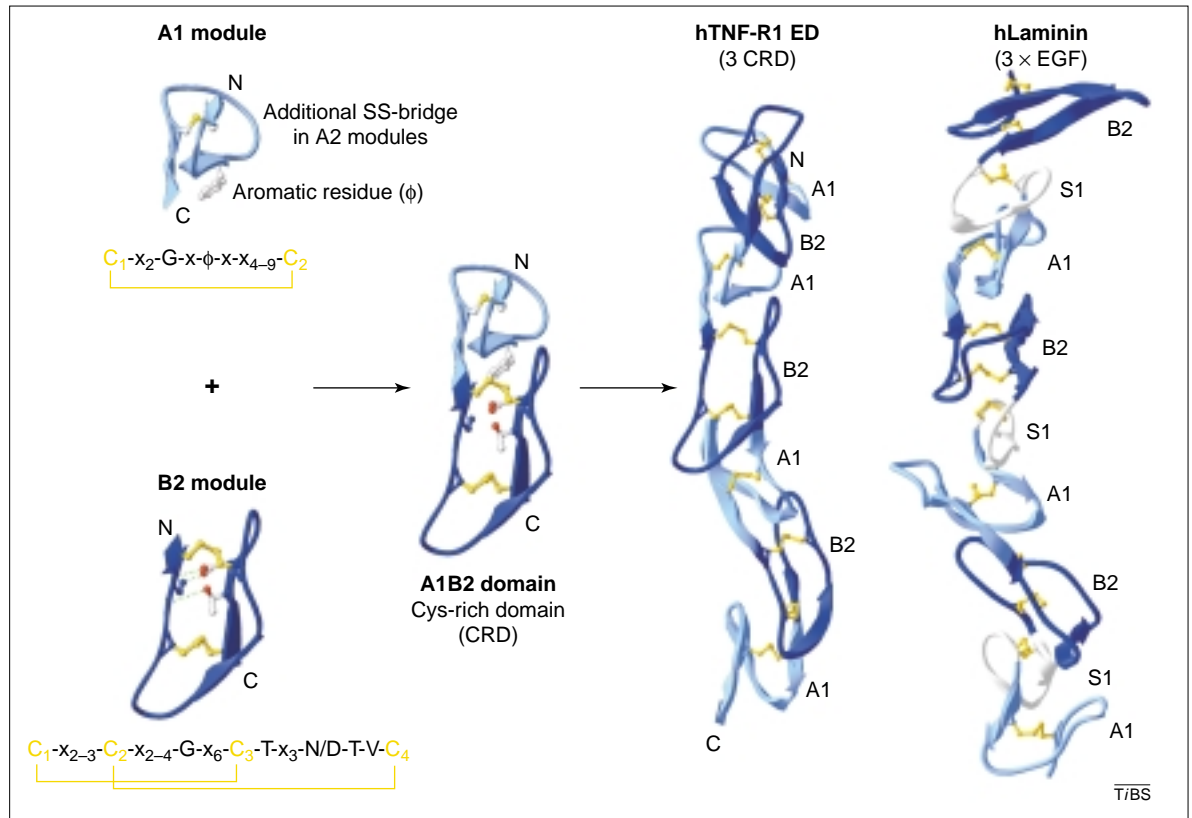 A1 module
N
Additional SS-bridge
in A2 modules
Aromatic residue (ϕ)
C
C₁-x₂-G-x-ϕ-x-x₄₋₉-C₂
+
B2 module
N
C
C₁-x₂₋₃-C₂-x₂₋₄-G-x₆-C₃-T-x₃-N/D-T-V-C₄
N
C
A1B2 domain
Cys-rich domain
(CRD)
hTNF-R1 ED
(3 CRD)
N
A1
B2
A1
B2
A1
B2
A1
C
hLaminin
(3 × EGF)
B2
S1
A1
B2
S1
A1
B2
S1
A1
TiBS